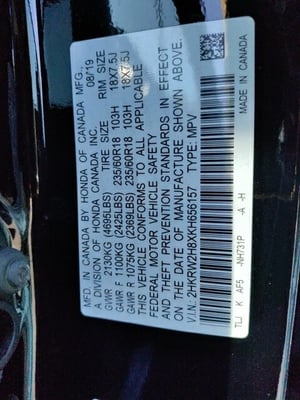 MFD. IN CANADA BY HONDA OF CANADA MFG.,
A DIVISION OF HONDA CANADA INC. 08/19
TIRE SIZE RIM SIZE
GVWR 2130KG (4695LBS)
GAWR F 1100KG (2425LBS) 235/60R18 103H 18X7.5J
GAWR R 1075KG (2369LBS) 235/60R18 103H 18X7.5J
THIS VEHICLE CONFORMS TO ALL APPLICABLE
FEDERAL MOTOR VEHICLE SAFETY
AND THEFT PREVENTION STANDARDS IN EFFECT
ON THE DATE OF MANUFACTURE SHOWN ABOVE.
V.I.N.: 2HKRW2H8XKH656157 TYPE: MPV
TLJ K AF5 -NH731P -A -H
MADE IN CANADA